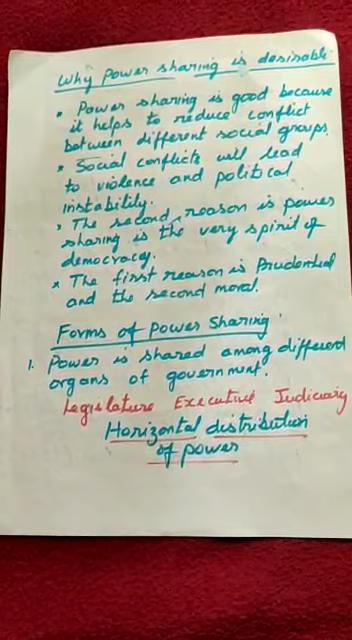 Why power sharing is desirable
* Power sharing is good because
it helps to reduce conflict
between different social groups.
* Social conflicts will lead
to violence and political
instability.
* The second reason is power
sharing is the very spirit of
democracy.
* The first reason is Prudential
and the second moral.
Forms of Power Sharing
1. Power is shared among different
organs of government.
Legislature Executive Judiciary
Horizontal distribution
of power